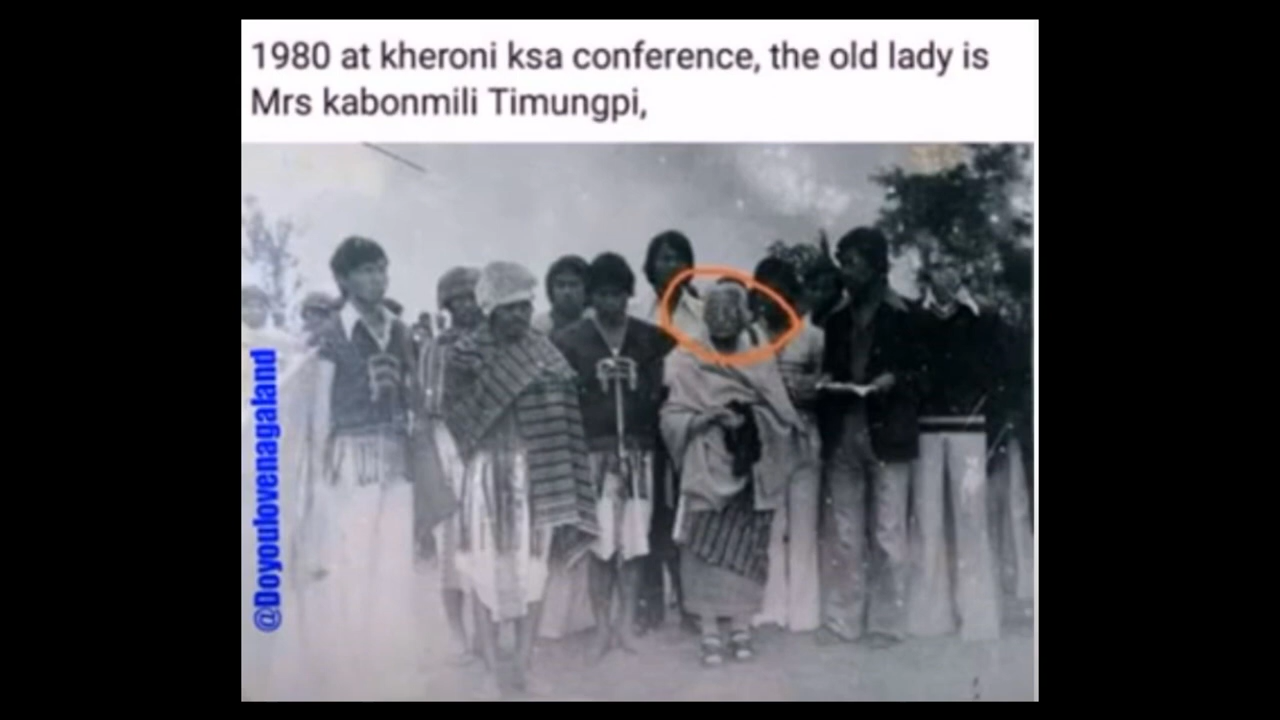 1980 at kheroni ksa conference, the old lady is
Mrs kabonmili Timungpi,
@Doyoulovenagaland